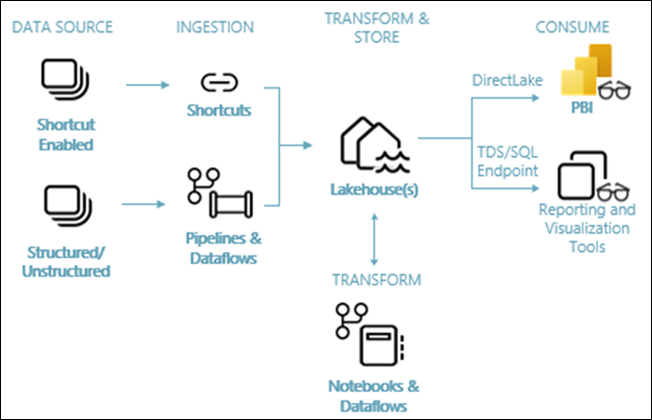 DATA SOURCE
INGESTION
TRANSFORM &
STORE
CONSUME
Shortcut
Enabled
Shortcuts
Structured/
Unstructured
Pipelines &
Dataflows
Lakehouse(s)
DirectLake
PBI
TDS/SQL
Endpoint
Reporting and
Visualization
Tools
TRANSFORM
Notebooks &
Dataflows